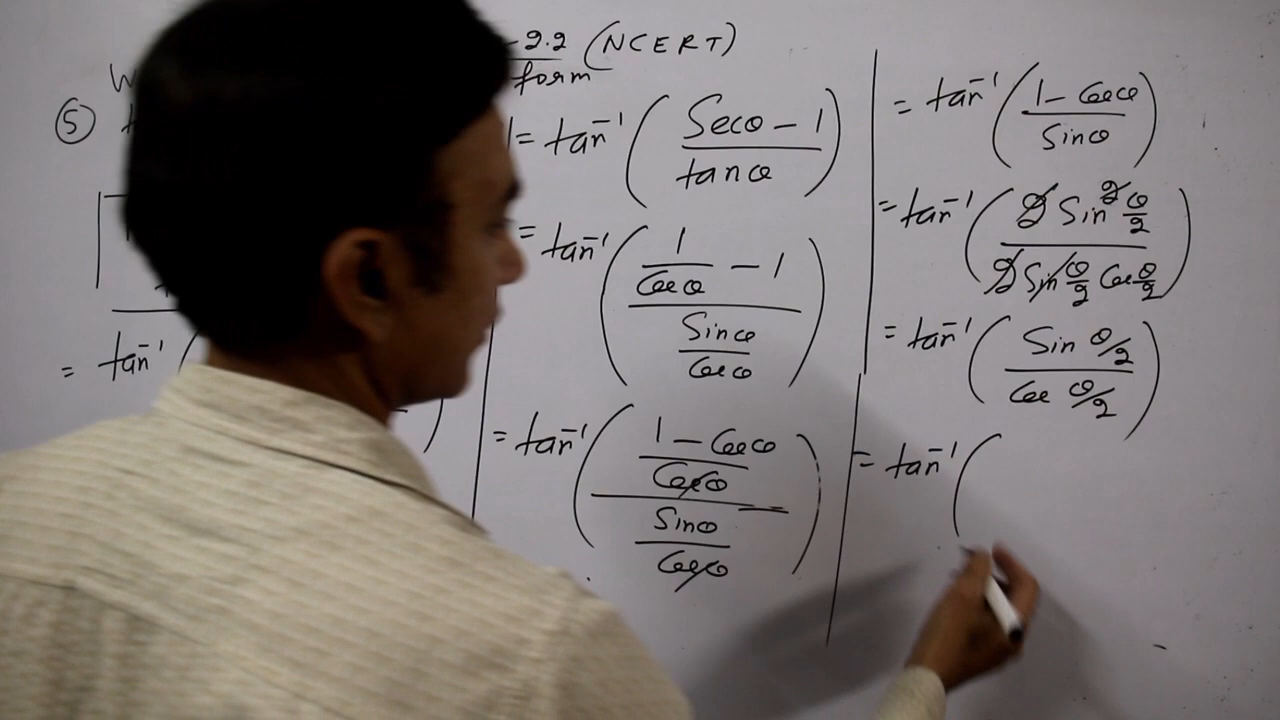 -2.2 (NCERT)
form
(5)
= tan⁻¹ (
= tan⁻¹ ( (Secθ - 1) / tanθ )
= tan⁻¹ ( (1/Cosθ - 1) / (Sinθ/Cosθ) )
= tan⁻¹ ( ((1 - Cosθ)/Cosθ) / (Sinθ/Cosθ) )
= tan⁻¹ ( (1 - Cosθ) / Sinθ )
= tan⁻¹ ( 2 Sin² θ/2 / 2 Sin θ/2 Cos θ/2 )
= tan⁻¹ ( Sin θ/2 / Cos θ/2 )
= tan⁻¹ (